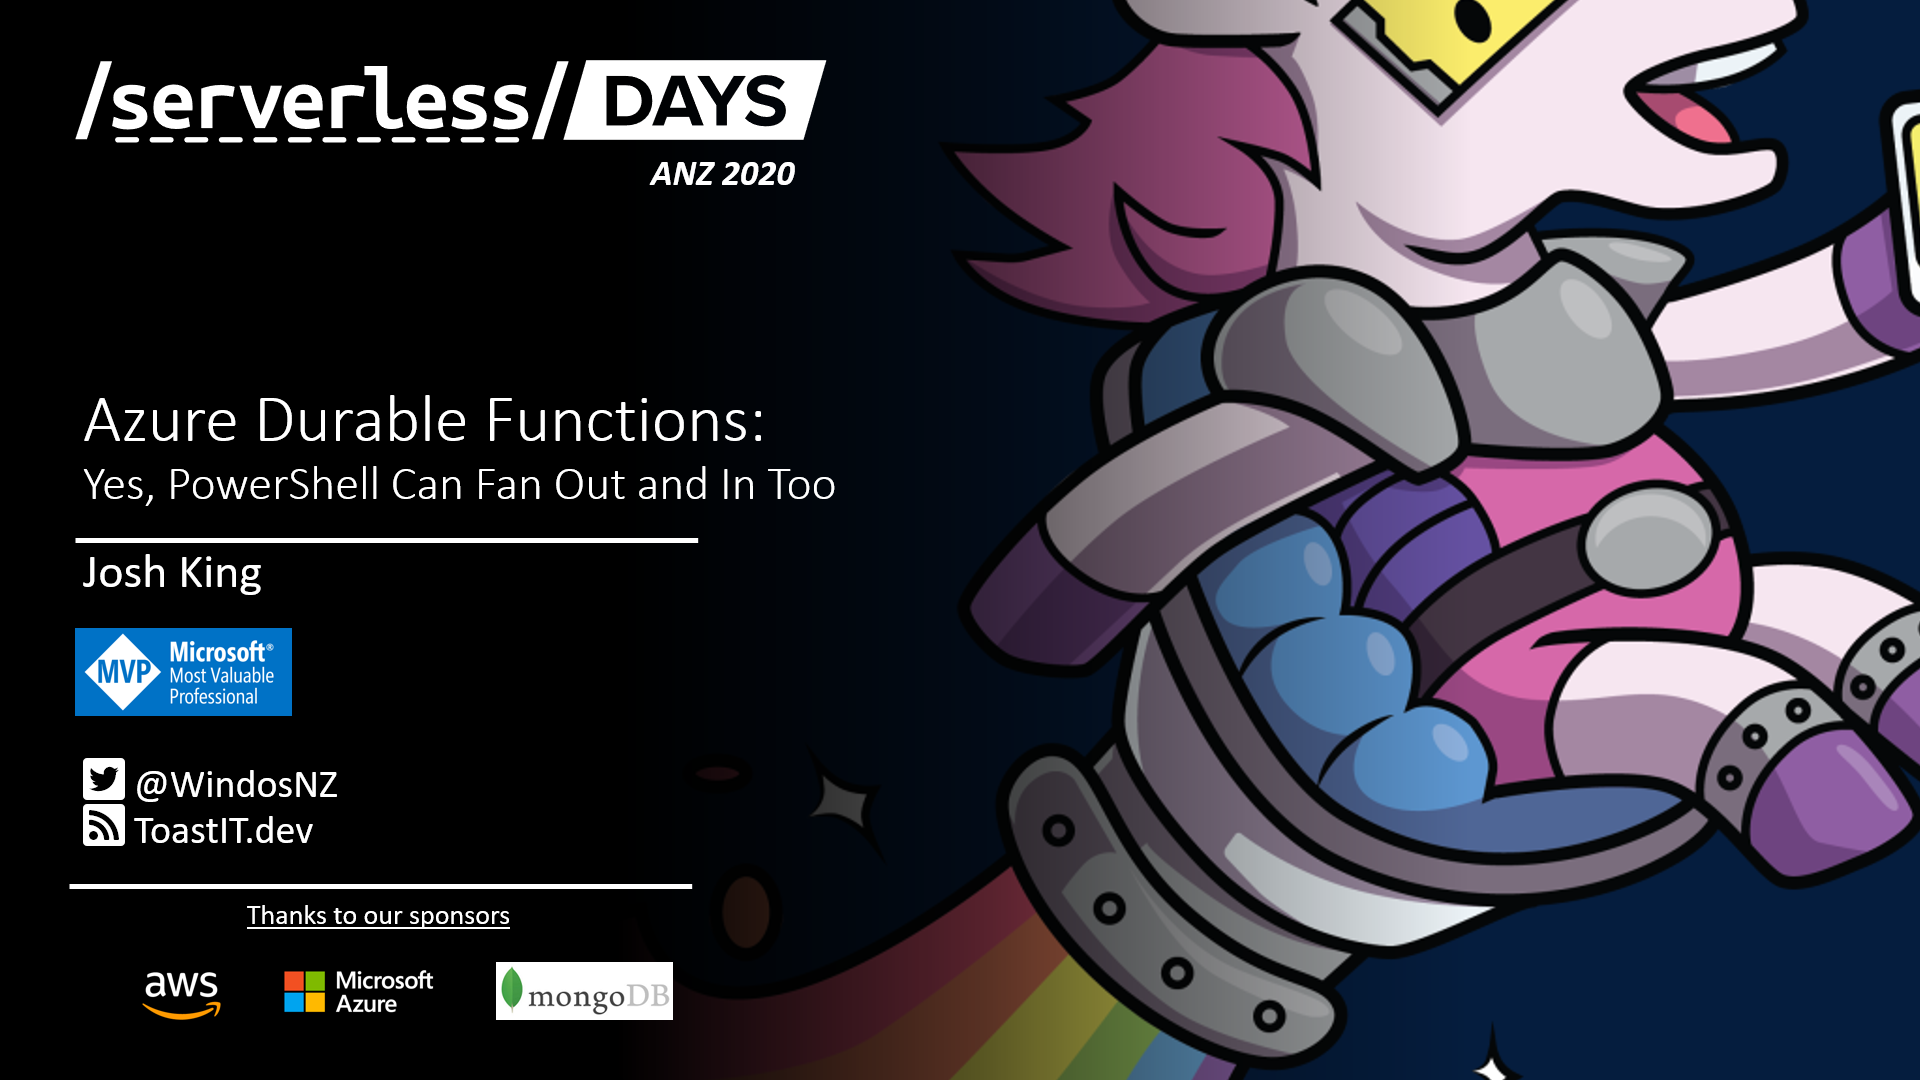 /serverless/DAYS
ANZ 2020
Azure Durable Functions:
Yes, PowerShell Can Fan Out and In Too
Josh King
MVP
Microsoft®
Most Valuable
Professional
@WindosNZ
ToastIT.dev
Thanks to our sponsors
aws
Microsoft
Azure
mongoDB